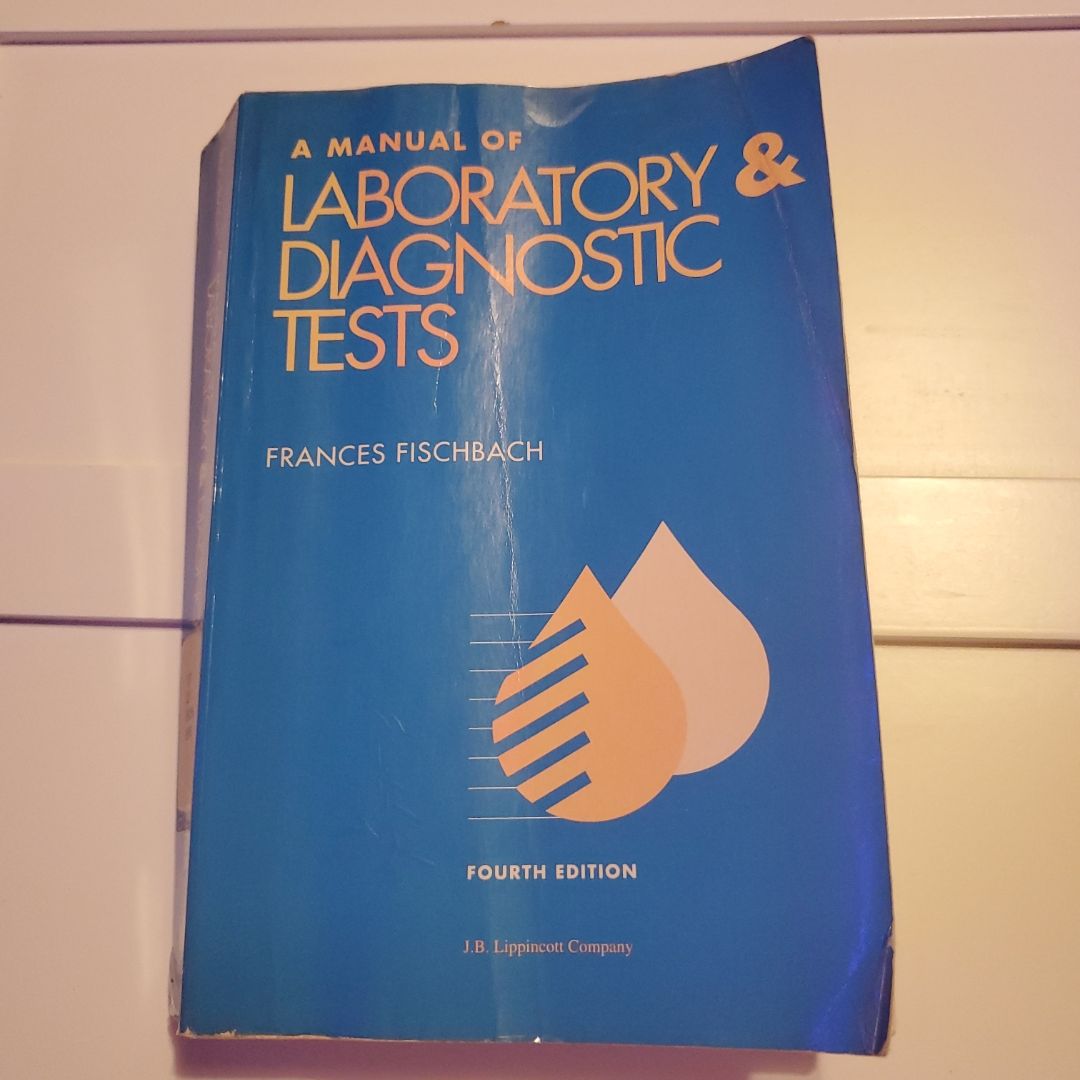 A MANUAL OF
LABORATORY &
DIAGNOSTIC
TESTS
FRANCES FISCHBACH
FOURTH EDITION
J.B. Lippincott Company